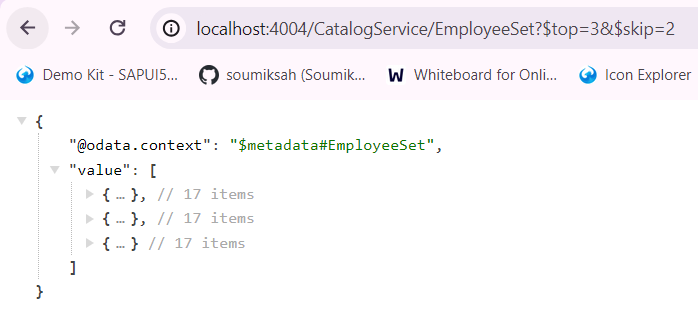 localhost:4004/CatalogService/EmployeeSet?$top=3&$skip=2
Demo Kit - SAPUI5... soumiksah (Soumik... Whiteboard for Onli... Icon Explorer
{
"@odata.context": "$metadata#EmployeeSet",
"value": [
{ … }, // 17 items
{ … }, // 17 items
{ … } // 17 items
]
}